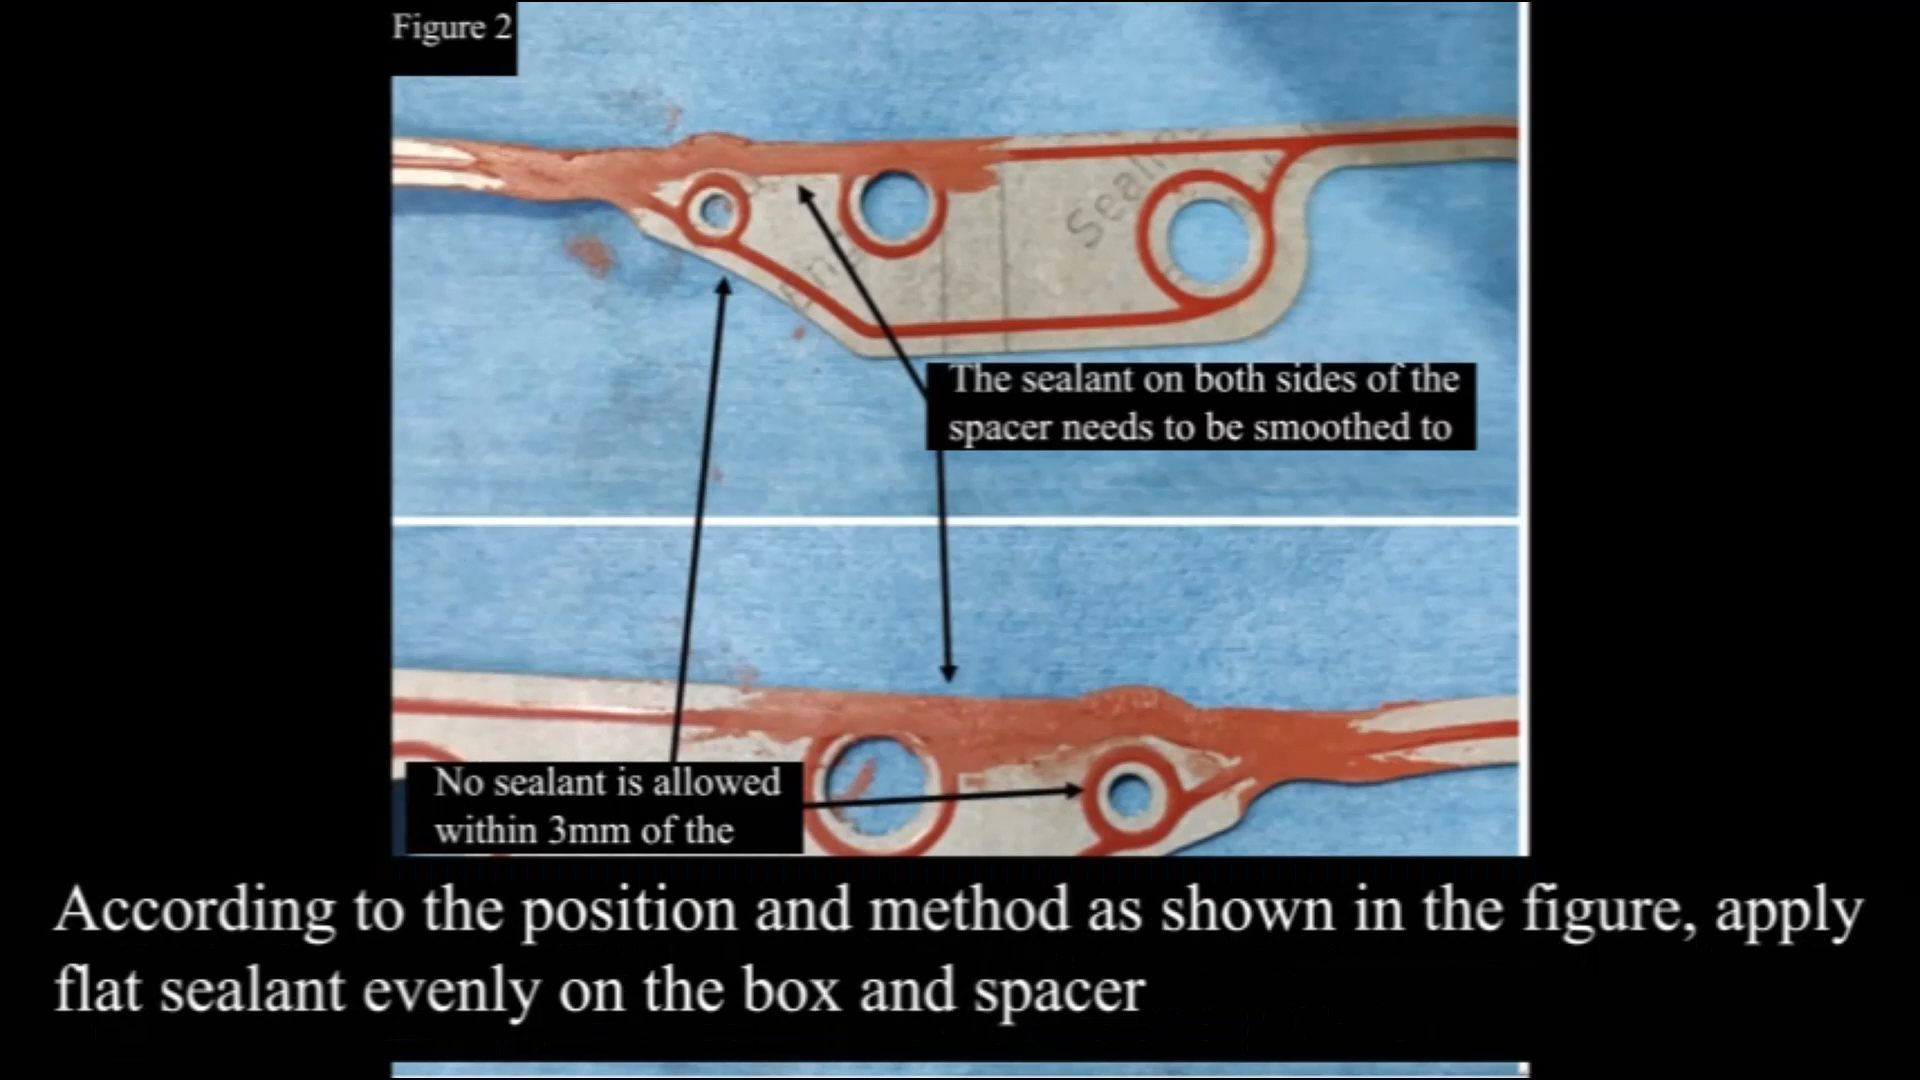 Figure 2
Sealing
The sealant on both sides of the
spacer needs to be smoothed to
No sealant is allowed
within 3mm of the
According to the position and method as shown in the figure, apply
flat sealant evenly on the box and spacer